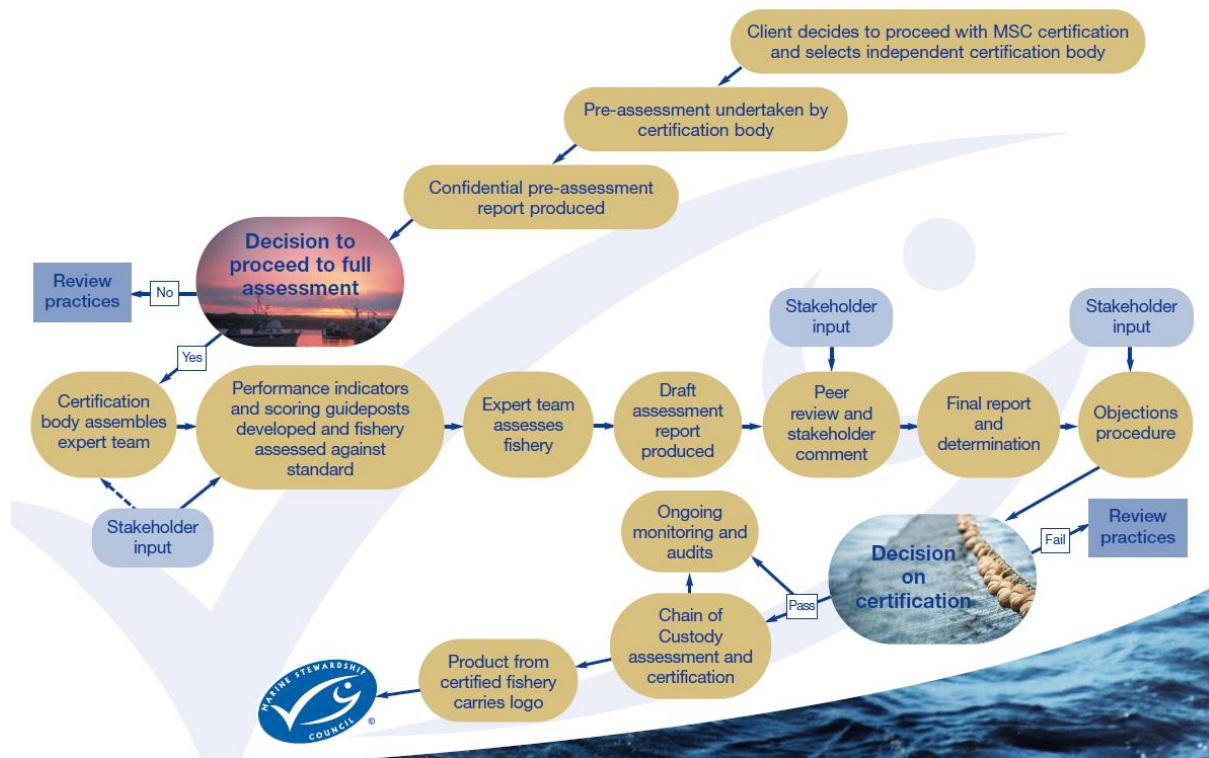 Client decides to proceed with MSC certification
and selects independent certification body
Pre-assessment undertaken by
certification body
Confidential pre-assessment
report produced
Decision to
proceed to full
assessment
No
Review
practices
Yes
Certification
body assembles
expert team
Stakeholder
input
Performance indicators
and scoring guideposts
developed and fishery
assessed against
standard
Expert team
assesses
fishery
Draft
assessment
report
produced
Stakeholder
input
Peer
review and
stakeholder
comment
Final report
and
determination
Stakeholder
input
Objections
procedure
Decision
on
certification
Fail
Review
practices
Pass
Ongoing
monitoring and
audits
Chain of
Custody
assessment and
certification
Product from
certified fishery
carries logo
MARINE STEWARDSHIP
COUNCIL
®